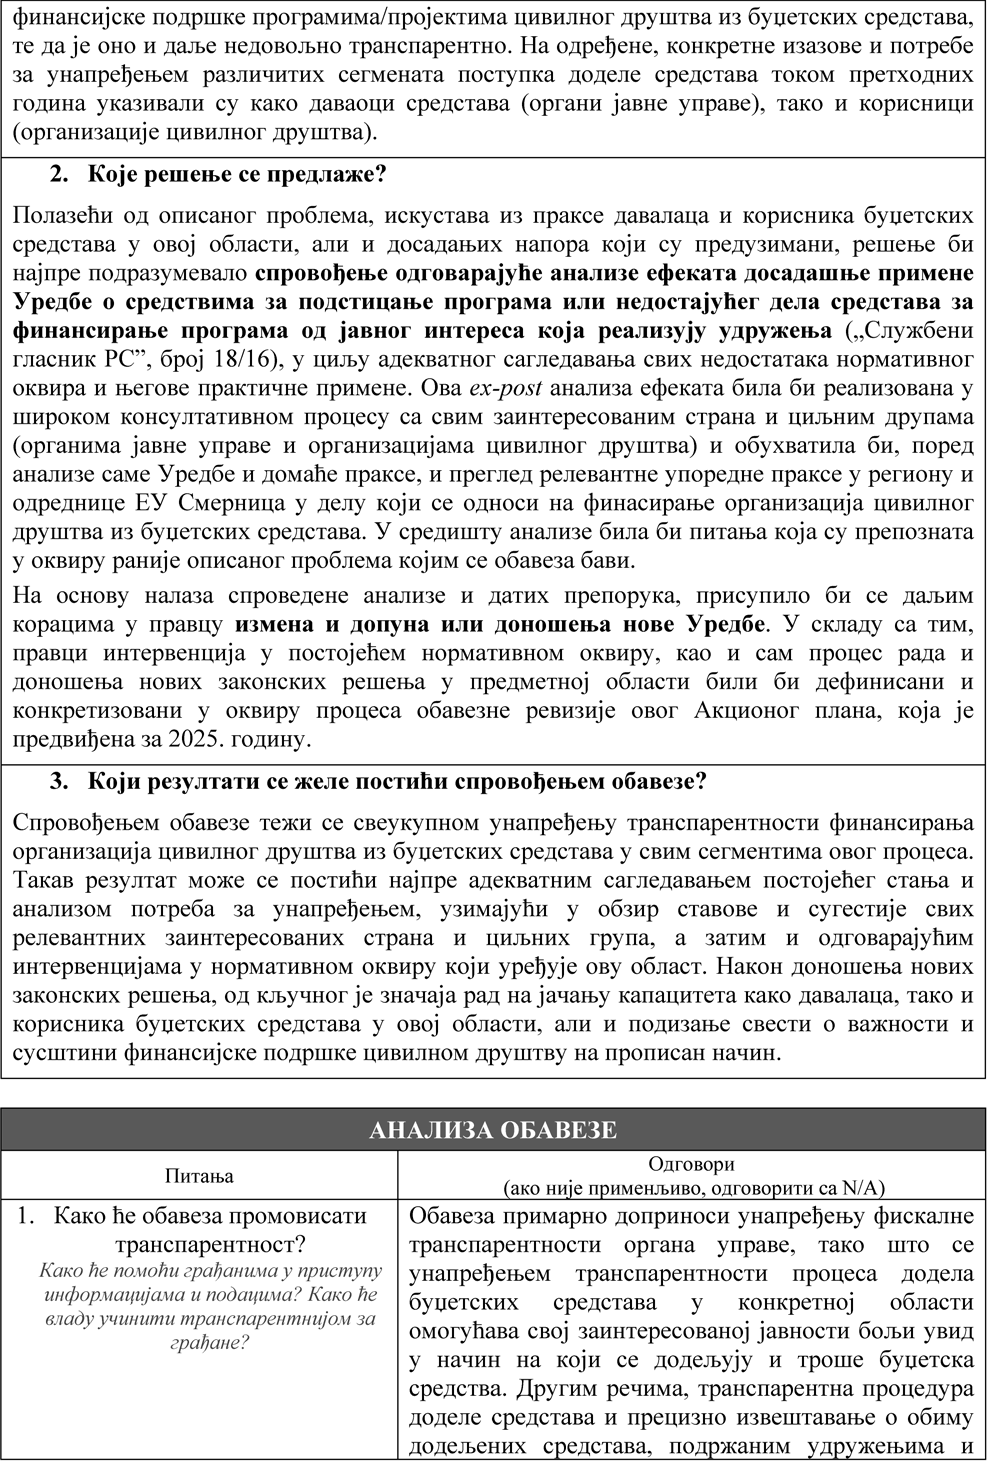 финансијске подршке програмима/пројектима цивилног друштва из буџетских средстава,
те да је оно и даље недовољно транспарентно. На одређене, конкретне изазове и потребе
за унапређењем различитих сегмената поступка доделе средстава током претходних
година указивали су како даваоци средстава (органи јавне управе), тако и корисници
(организације цивилног друштва).
2. Које решење се предлаже?
Полазећи од описаног проблема, искустава из праксе давалаца и корисника буџетских
средстава у овој области, али и досадањих напора који су предузимани, решење би
најпре подразумевало спровођење одговарајуће анализе ефеката досадашње примене
Уредбе о средствима за подстицање програма или недостајућег дела средстава за
финансирање програма од јавног интереса која реализују удружења („Службени
гласник РС”, број 18/16), у циљу адекватног сагледавања свих недостатака нормативног
оквира и његове практичне примене. Ова ex-post анализа ефеката била би реализована у
широком консултативном процесу са свим заинтересованим страна и циљним друпама
(органима јавне управе и организацијама цивилног друштва) и обухватила би, поред
анализе саме Уредбе и домаће праксе, и преглед релевантне упоредне праксе у региону и
одреднице ЕУ Смерница у делу који се односи на финасирање организација цивилног
друштва из буџетских средстава. У средишту анализе била би питања која су препозната
у оквиру раније описаног проблема којим се обавеза бави.
На основу налаза спроведене анализе и датих препорука, приступило би се даљим
корацима у правцу измена и допуна или доношења нове Уредбе. У складу са тим,
правци интервенција у постојећем нормативном оквиру, као и сам процес рада и
доношења нових законских решења у предметној области били би дефинисани и
конкретизовани у оквиру процеса обавезне ревизије овог Акционог плана, која је
предвиђена за 2025. годину.
3. Који резултати се желе постићи спровођењем обавезе?
Спровођењем обавезе тежи се свеукупном унапређењу транспарентности финансирања
организација цивилног друштва из буџетских средстава у свим сегментима овог процеса.
Такав резултат може се постићи најпре адекватним сагледавањем постојећег стања и
анализом потреба за унапређењем, узимајући у обзир ставове и сугестије свих
релевантних заинтересованих страна и циљних група, а затим и одговарајућим
интервенцијама у нормативном оквиру који уређује ову област. Након доношења нових
законских решења, од кључног је значаја рад на јачању капацитета како давалаца, тако и
корисника буџетских средстава у овој области, али и подизање свести о важности и
сусштини финансијске подршке цивилном друштву на прописан начин.
АНАЛИЗА ОБАВЕЗЕ
Питања
Одговори
(ако није применљиво, одговорити са N/A)
1. Како ће обавеза промовисати
транспарентност?
Како ће помоћи грађанима у приступу
информацијама и подацима? Како ће
владу учинити транспарентнијом за
грађане?
Обавеза примарно доприноси унапређењу фискалне
транспарентности органа управе, тако што се
унапређењем транспарентности процеса додела
буџетских средстава у конкретној области
омогућава свој заинтересованој јавности бољи увид
у начин на који се додељују и троше буџетска
средства. Другим речима, транспарентна процедура
доделе средстава и прецизно извештавање о обиму
додељених средстава, подржаним удружењима и